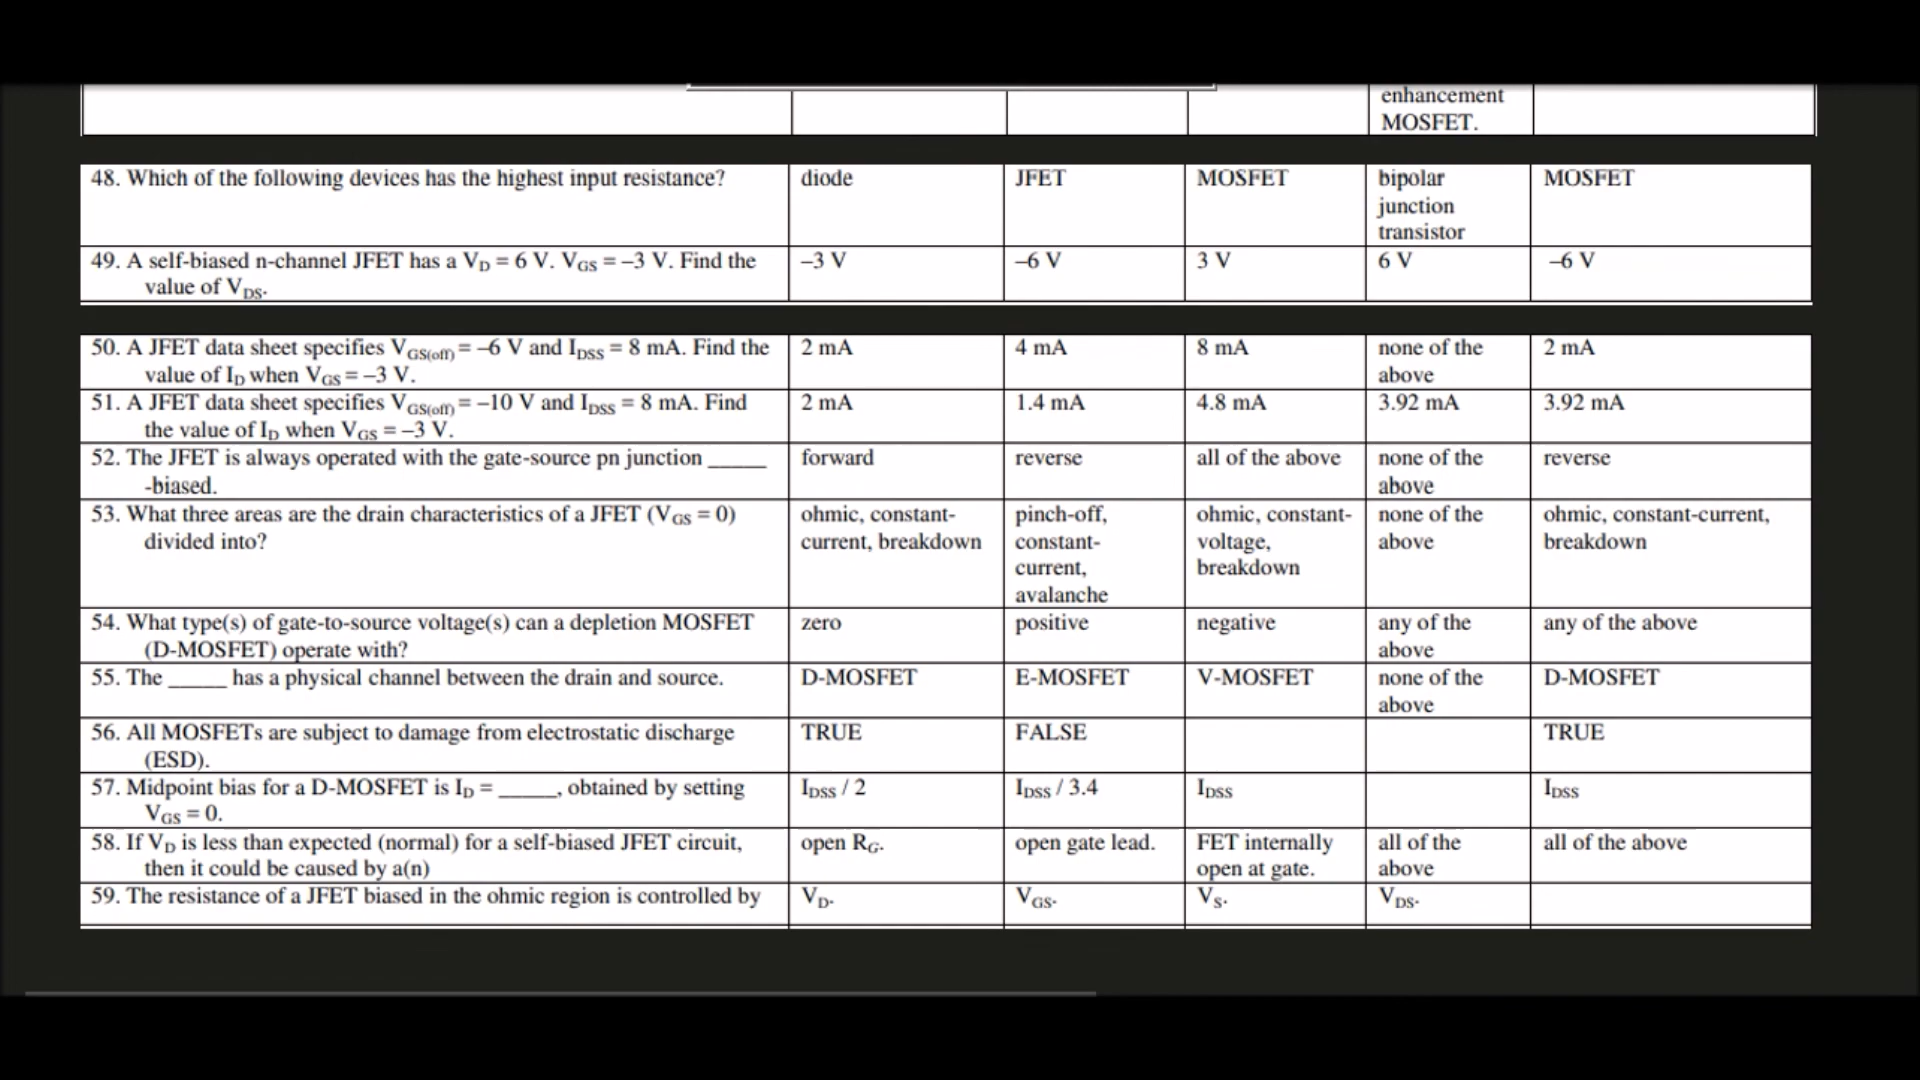 enhancement
MOSFET.
48. Which of the following devices has the highest input resistance? diode JFET MOSFET bipolar MOSFET
junction
transistor
49. A self-biased n-channel JFET has a VD = 6 V. VGS = –3 V. Find the –3 V –6 V 3 V 6 V –6 V
value of VDS.
50. A JFET data sheet specifies VGS(off) = –6 V and IDSS = 8 mA. Find the 2 mA 4 mA 8 mA none of the 2 mA
value of ID when VGS = –3 V. above
51. A JFET data sheet specifies VGS(off) = –10 V and IDSS = 8 mA. Find 2 mA 1.4 mA 4.8 mA 3.92 mA 3.92 mA
the value of ID when VGS = –3 V.
52. The JFET is always operated with the gate-source pn junction _____ forward reverse all of the above none of the reverse
-biased. above
53. What three areas are the drain characteristics of a JFET (VGS = 0) ohmic, constant- pinch-off, ohmic, constant- none of the ohmic, constant-current,
divided into? current, breakdown constant- voltage, above breakdown
current, breakdown
avalanche
54. What type(s) of gate-to-source voltage(s) can a depletion MOSFET zero positive negative any of the any of the above
(D-MOSFET) operate with? above
55. The _____ has a physical channel between the drain and source. D-MOSFET E-MOSFET V-MOSFET none of the D-MOSFET
above
56. All MOSFETs are subject to damage from electrostatic discharge TRUE FALSE TRUE
(ESD).
57. Midpoint bias for a D-MOSFET is ID = _____, obtained by setting IDSS / 2 IDSS / 3.4 IDSS IDSS
VGS = 0.
58. If VD is less than expected (normal) for a self-biased JFET circuit, open RG. open gate lead. FET internally all of the all of the above
then it could be caused by a(n) open at gate. above
59. The resistance of a JFET biased in the ohmic region is controlled by VD. VGS. VS. VDS.